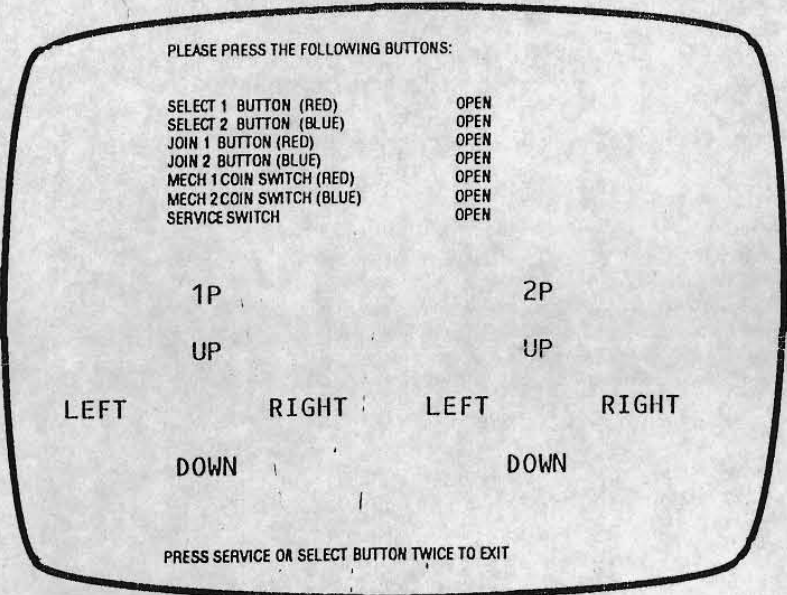 PLEASE PRESS THE FOLLOWING BUTTONS:
SELECT 1 BUTTON (RED) OPEN
SELECT 2 BUTTON (BLUE) OPEN
JOIN 1 BUTTON (RED) OPEN
JOIN 2 BUTTON (BLUE) OPEN
MECH 1 COIN SWITCH (RED) OPEN
MECH 2 COIN SWITCH (BLUE) OPEN
SERVICE SWITCH OPEN
1P 2P
UP UP
LEFT RIGHT LEFT RIGHT
DOWN DOWN
PRESS SERVICE OR SELECT BUTTON TWICE TO EXIT